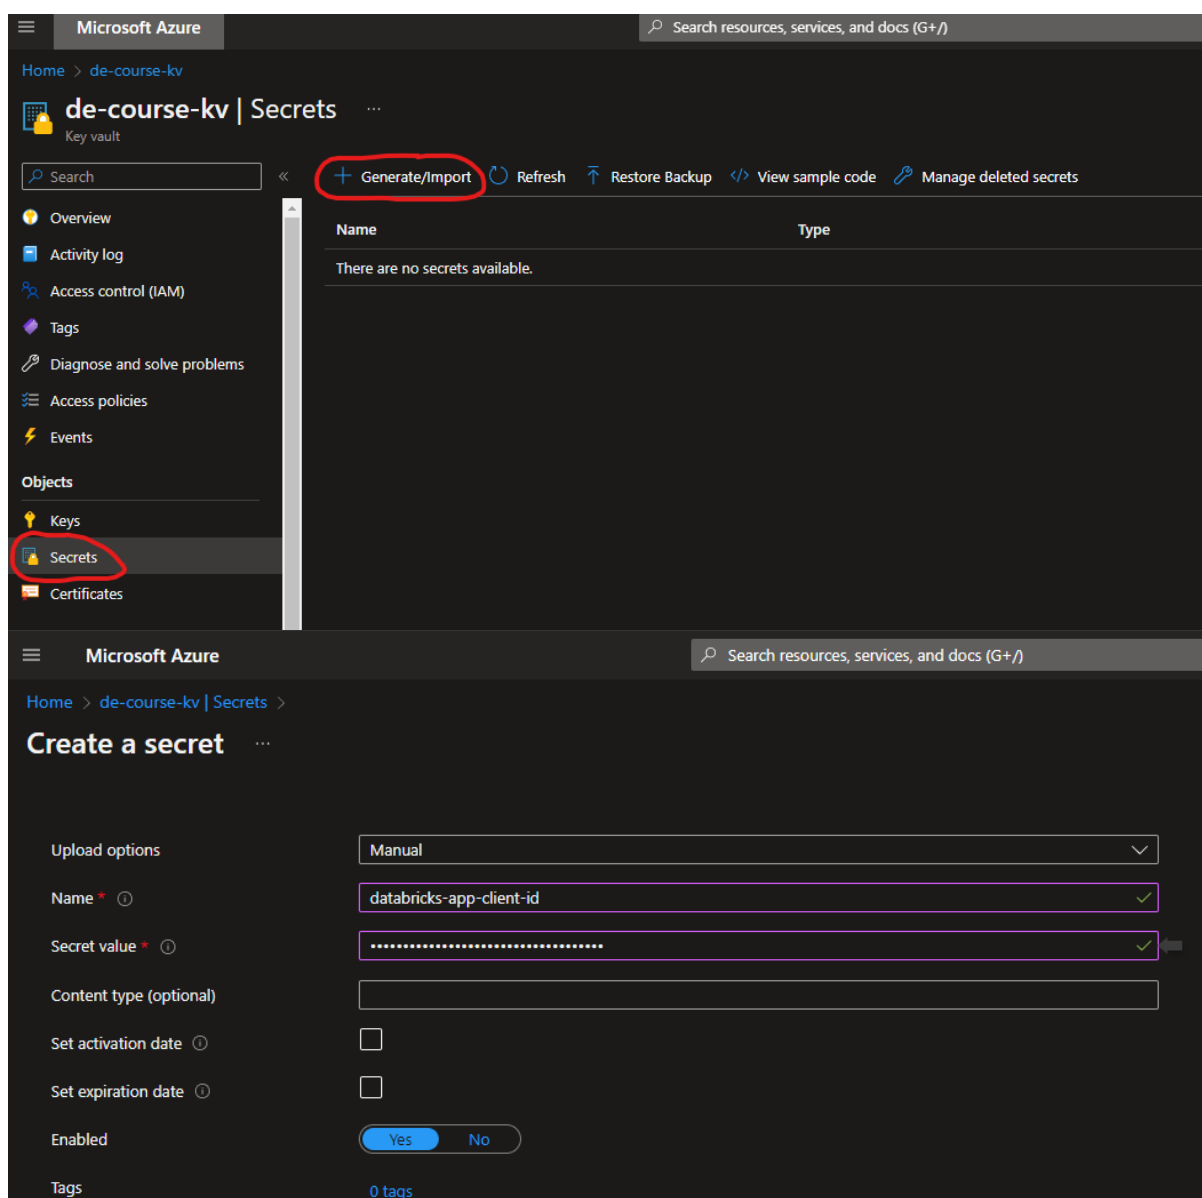 Microsoft Azure
Search resources, services, and docs (G+/)
Home > de-course-kv
de-course-kv | Secrets ...
Key vault
Search
«
+ Generate/Import
Refresh
Restore Backup
</> View sample code
Manage deleted secrets
Overview
Activity log
Access control (IAM)
Tags
Diagnose and solve problems
Access policies
Events
Objects
Keys
Secrets
Certificates
Name
Type
There are no secrets available.
Microsoft Azure
Search resources, services, and docs (G+/)
Home > de-course-kv | Secrets >
Create a secret ...
Upload options
Manual
Name *
databricks-app-client-id
Secret value *
••••••••••••••••••••••••••••••••••••
Content type (optional)
Set activation date
Set expiration date
Enabled
Yes No
Tags
0 tags